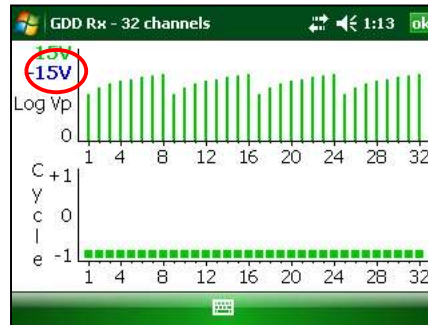 GDD Rx - 32 channels 1:13 ok
15V
-15V
Log Vp
0
1 4 8 12 16 20 24 28 32
Cycle
+1
0
-1
1 4 8 12 16 20 24 28 32